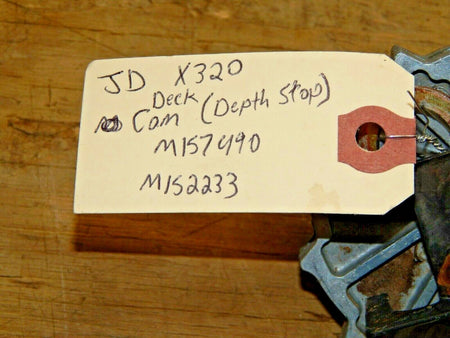 JD X320
Deck
Cam (Depth Stop)
M157490
M152233